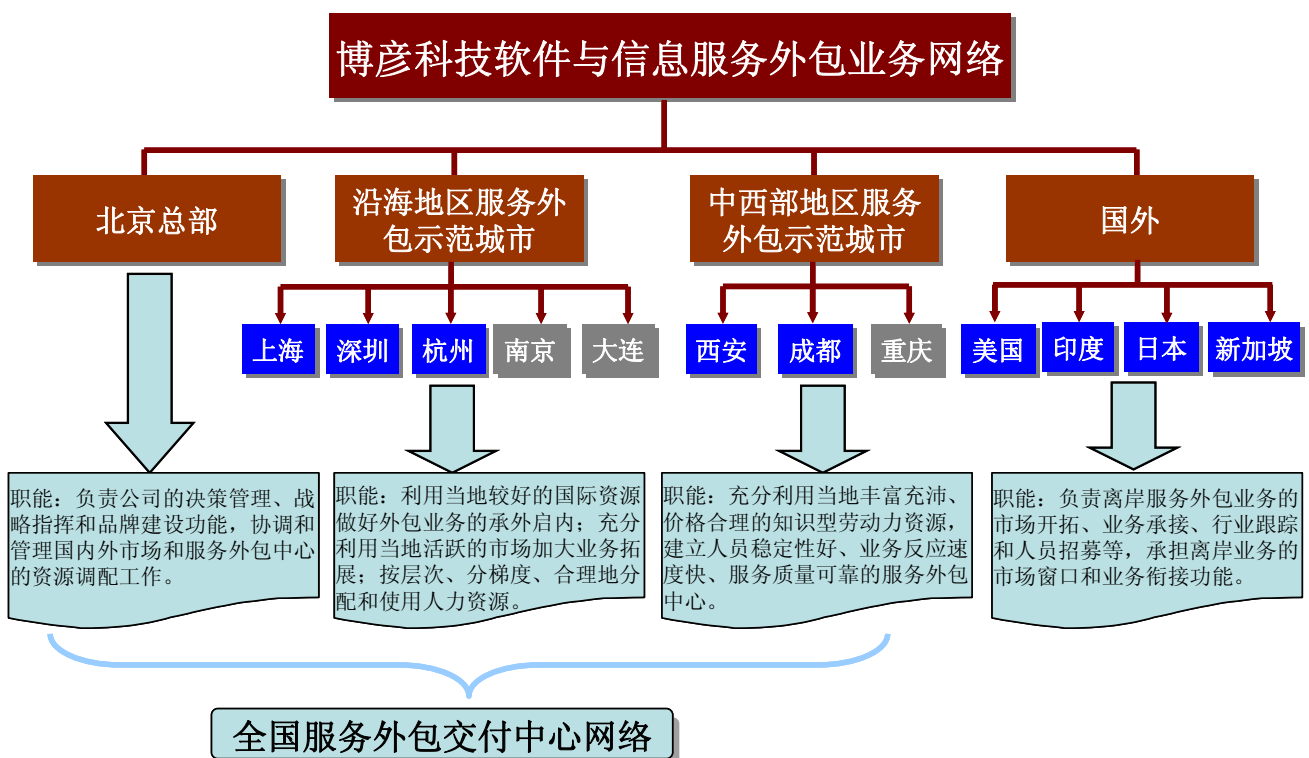 博彦科技软件与信息服务外包业务网络
北京总部
沿海地区服务外
包示范城市
中西部地区服务
外包示范城市
国外
上海
深圳
杭州
南京
大连
西安
成都
重庆
美国
印度
日本
新加坡
职能：负责公司的决策管理、战
略指挥和品牌建设功能，协调和
管理国内外市场和服务外包中心
的资源调配工作。
职能：利用当地较好的国际资源
做好外包业务的承外启内；充分
利用当地活跃的市场加大业务拓
展；按层次、分梯度、合理地分
配和使用人力资源。
职能：充分利用当地丰富充沛、
价格合理的知识型劳动力资源，
建立人员稳定性好、业务反应速
度快、服务质量可靠的服务外包
中心。
职能：负责离岸服务外包业务的
市场开拓、业务承接、行业跟踪
和人员招募等，承担离岸业务的
市场窗口和业务衔接功能。
全国服务外包交付中心网络